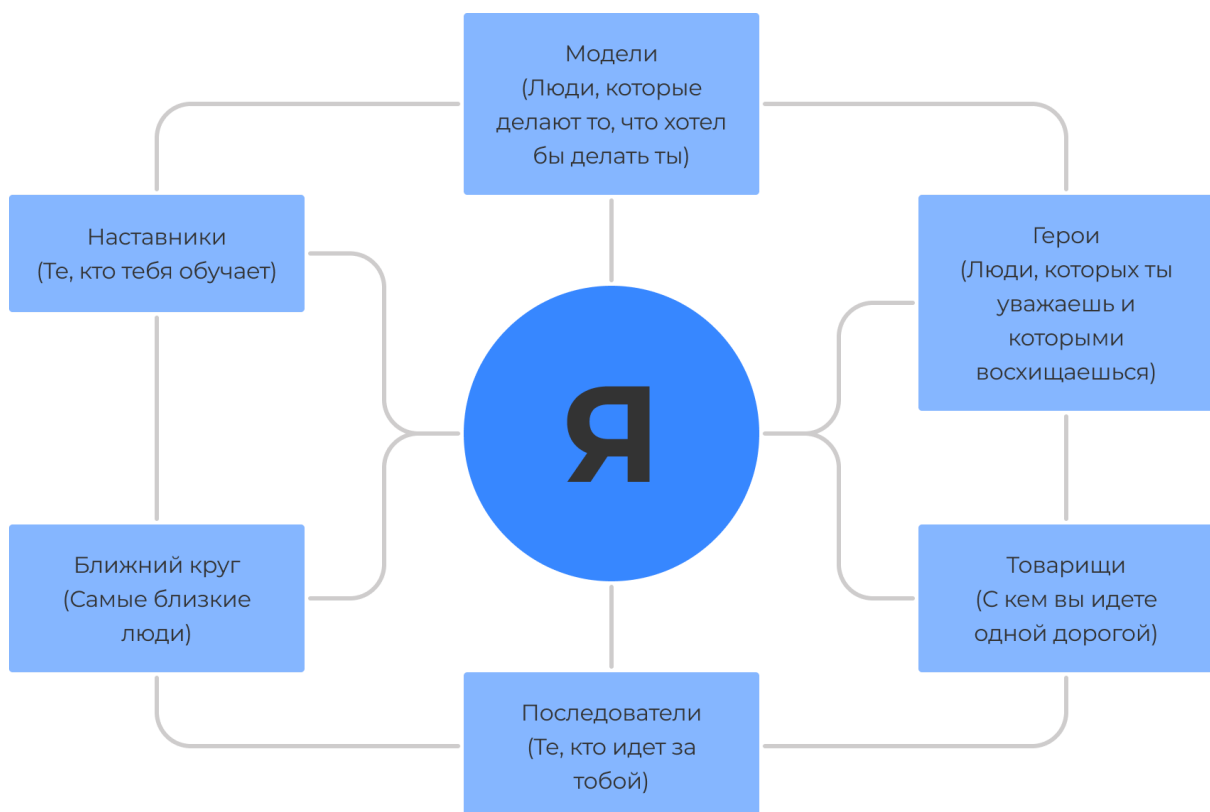 Модели
(Люди, которые
делают то, что хотел
бы делать ты)
Наставники
(Те, кто тебя обучает)
Герои
(Люди, которых ты
уважаешь и
которыми
восхищаешься)
Я
Ближний круг
(Самые близкие
люди)
Товарищи
(С кем вы идете
одной дорогой)
Последователи
(Те, кто идет за
тобой)